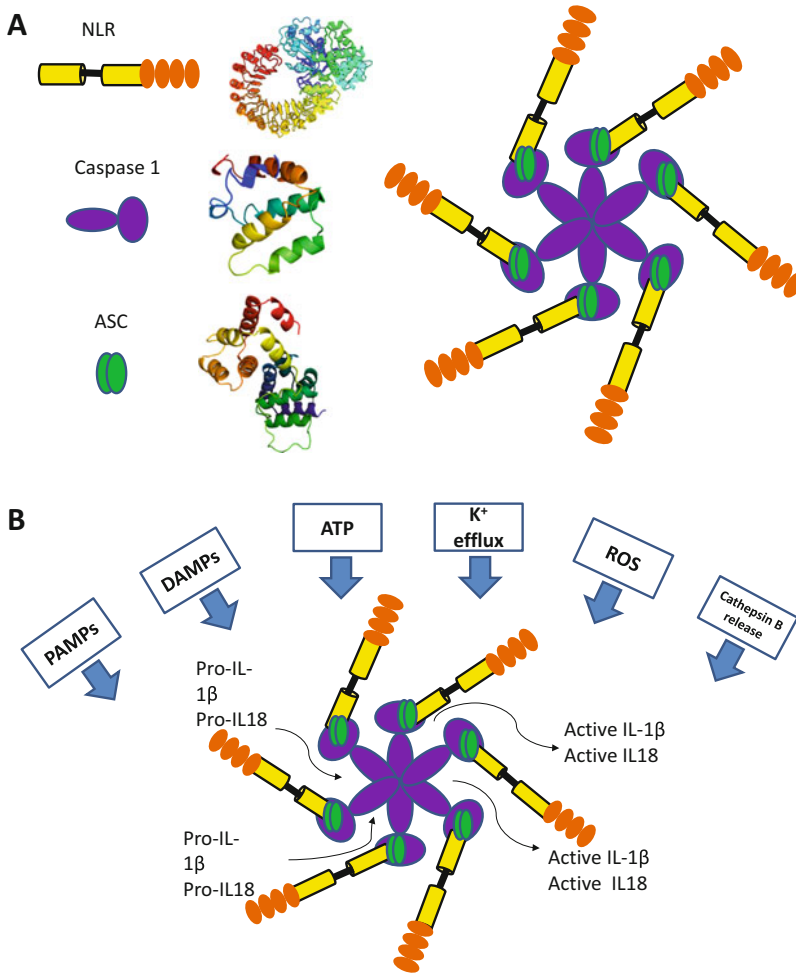 A
NLR
Caspase 1
ASC
B
PAMPs
DAMPs
ATP
K⁺
efflux
ROS
Cathepsin B
release
Pro-IL-
1β
Pro-IL18
Active IL-1β
Active IL18
Pro-IL-
1β
Pro-IL18
Active IL-1β
Active IL18